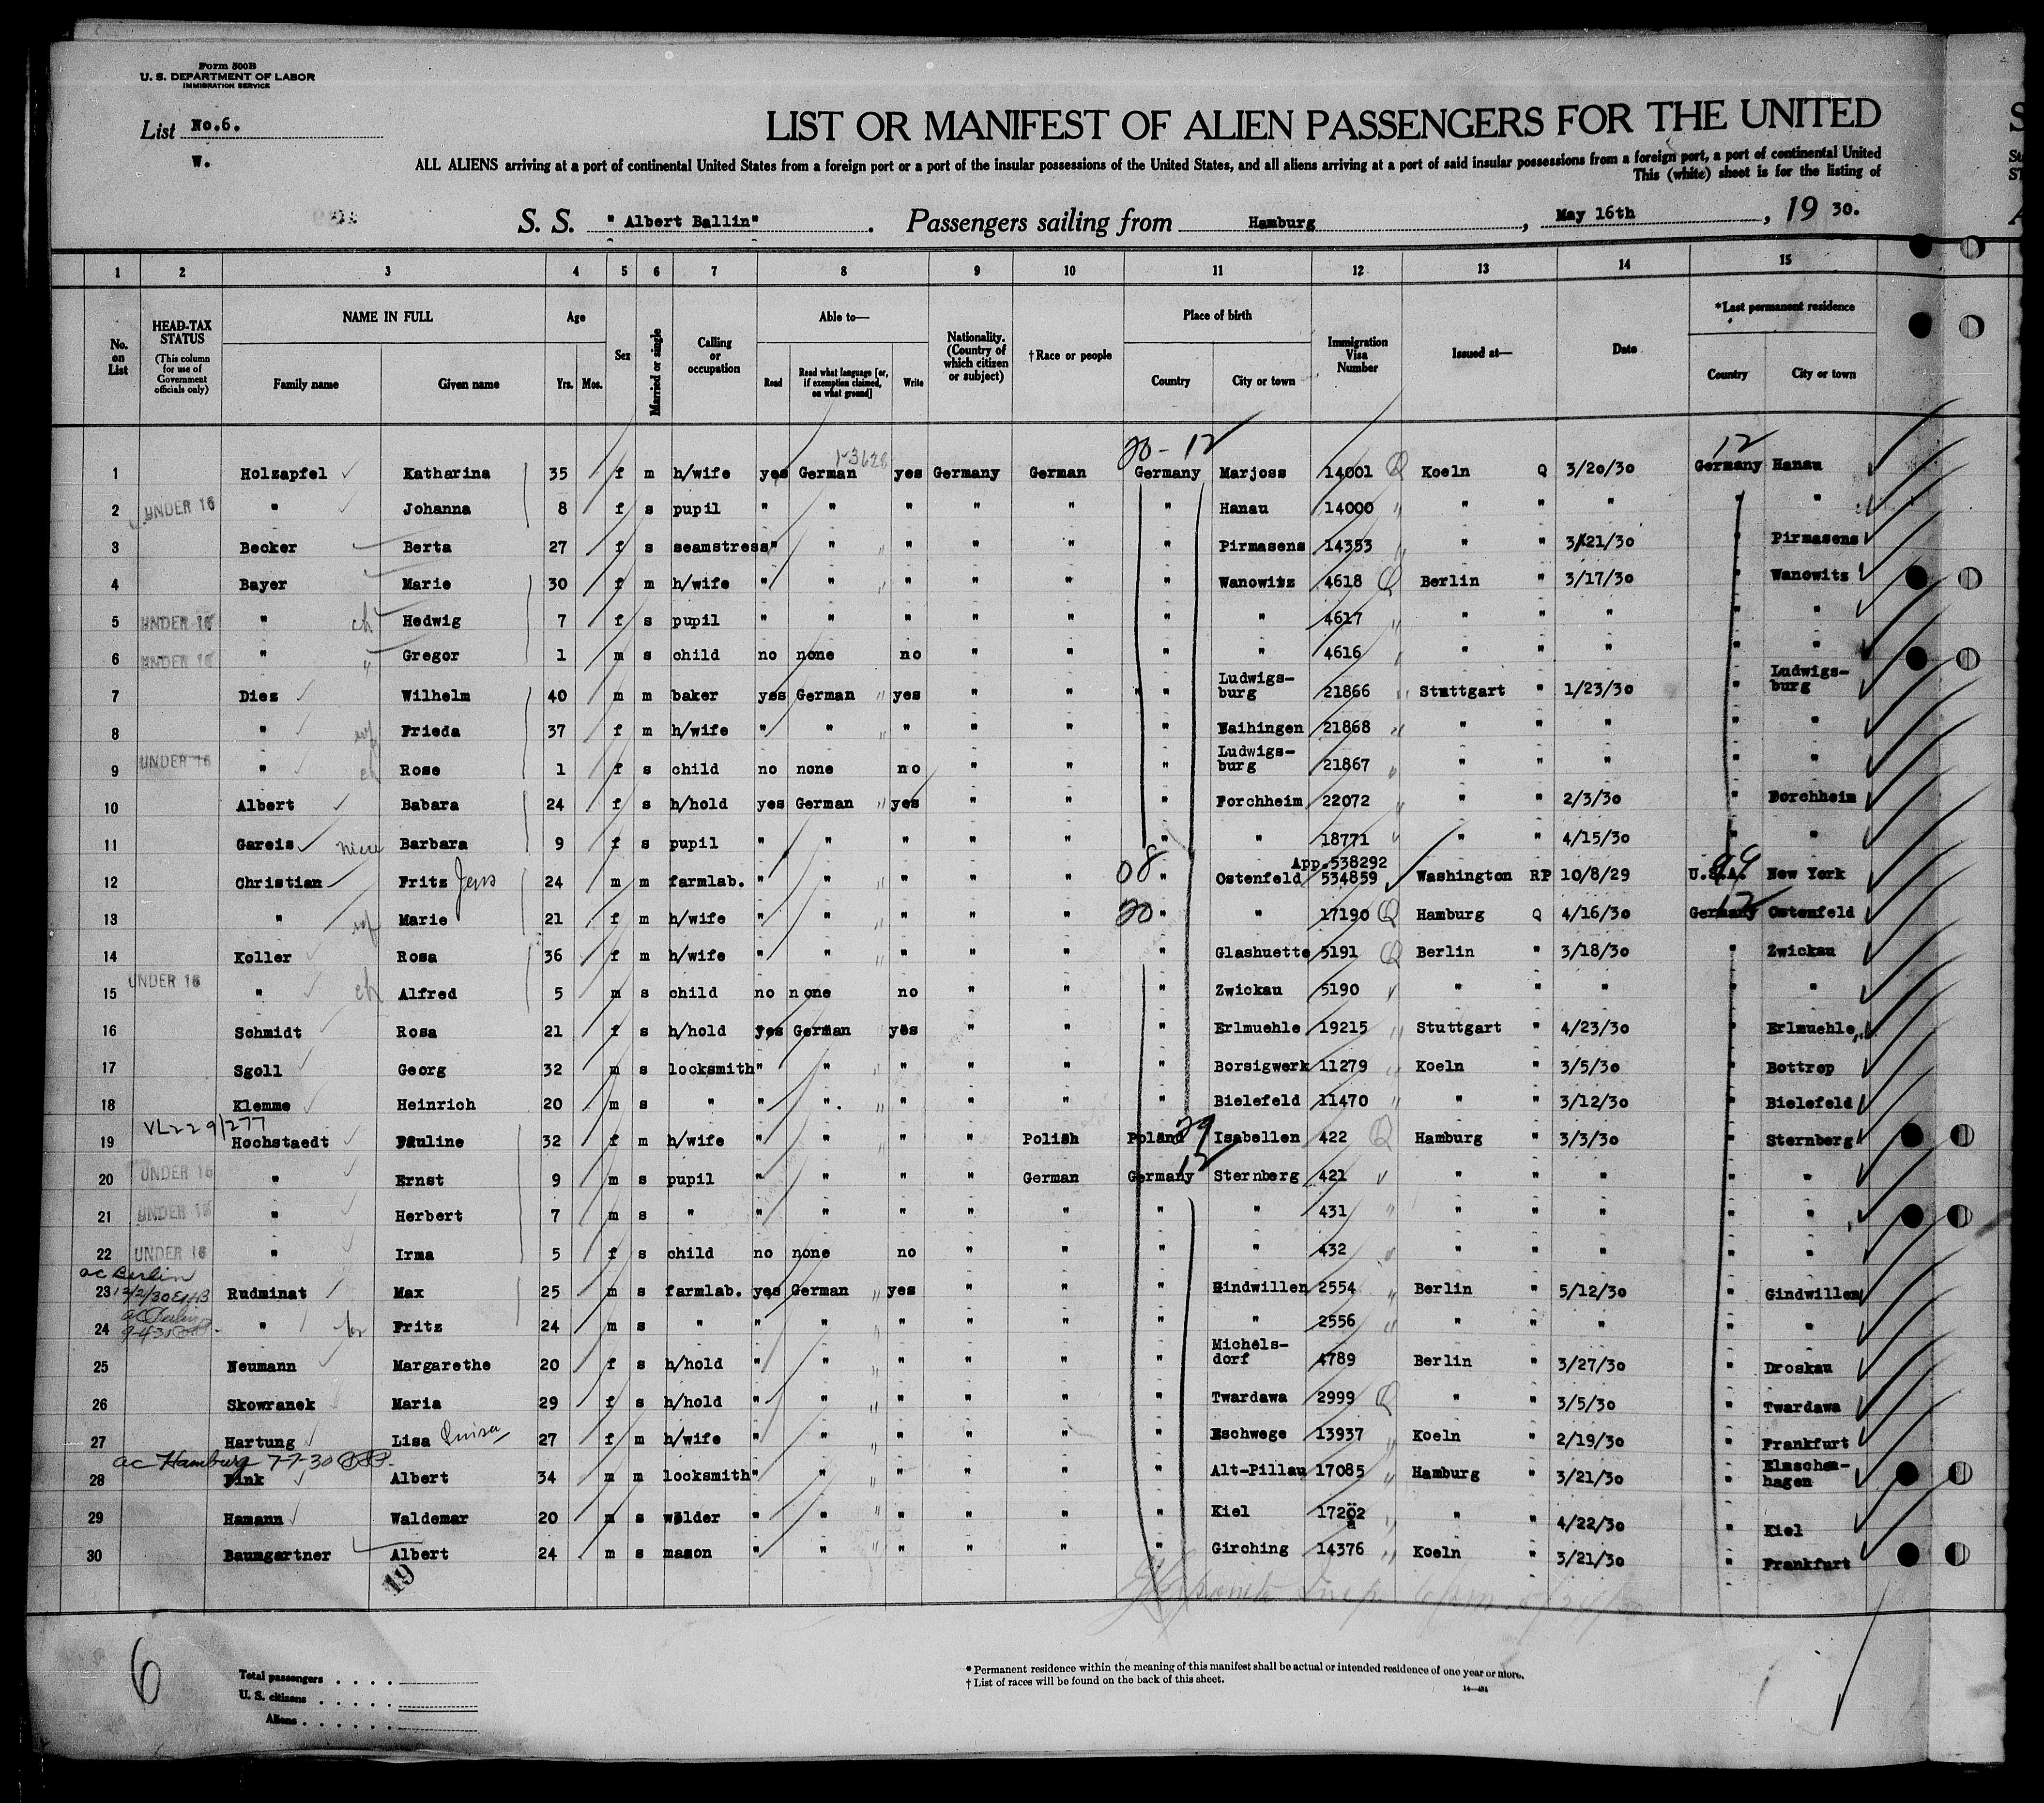 Form 500B
U. S. DEPARTMENT OF LABOR
IMMIGRATION SERVICE
List No.6.
W.
LIST OR MANIFEST OF ALIEN PASSENGERS FOR THE UNITED
ALL ALIENS arriving at a port of continental United States from a foreign port or a port of the insular possessions of the United States, and all aliens arriving at a port of said insular possessions from a foreign port, a port of continental United
This (white) sheet is for the listing of
S. S. "Albert Ballin". Passengers sailing from Hamburg, May 16th, 19 30.
1 2 3 4 5 6 7 8 9 10 11 12 13 14 15
No. on List
HEAD-TAX STATUS (This column for use of Government officials only)
NAME IN FULL Family name Given name
Age Yrs. Mos.
Sex
Married or single
Calling or occupation
Able to— Read Read what language [or, if exemption claimed, on what ground] Write
Nationality. (Country of which citizen or subject)
†Race or people
Place of birth Country City or town
Immigration Visa Number
Issued at—
Date
*Last permanent residence Country City or town
20-12 12
1 Holzapfel Katharina 35 f m h/wife yes German yes Germany German Germany Marjoss 14001 Q Koeln Q 3/20/30 Germany Hanau
2 UNDER 16 " Johanna 8 f s pupil " " " " " " Hanau 14000 " " " " " "
3 Becker Berta 27 f s seamstress " " " " " " Pirmasens 14353 " " " 3/21/30 " Pirmasens
4 Bayer Marie 30 f m h/wife " " " " " " Wanowitz 4618 Q Berlin " 3/17/30 " Wanowitz
5 UNDER 16 " ch Hedwig 7 f s pupil " " " " " " " 4617 " " " " " "
6 UNDER 16 " " Gregor 1 m s child no none no " " " " 4616 " " " " " "
7 Dies Wilhelm 40 m m baker yes German yes " " " Ludwigs-burg 21866 " Stuttgart " 1/23/30 " Ludwigs-burg
8 " wf Frieda 37 f m h/wife " " " " " " Vaihingen 21868 " " " " " "
9 UNDER 16 " ch Rose 1 f s child no none no " " " Ludwigs-burg 21867 " " " " " "
10 Albert Babara 24 f s h/hold yes German yes " " " Forchheim 22072 " " " 2/3/30 " Forchheim
11 Gareis niece Barbara 9 f s pupil " " " " " " " 18771 " " " 4/15/30 " "
App.538292
12 Christian Fritz Jens 24 m m farmlab. " " " " " 08 " Ostenfeld 534859 Washington RP 10/8/29 U.S.A. 99 New York
13 " wf Marie 21 f m h/wife " " " " " 20 " " 17190 Q Hamburg Q 4/16/30 Germany 12 Ostenfeld
14 Koller Rosa 36 f m h/wife " " " " " " Glashuette 5191 Q Berlin " 3/18/30 " Zwickau
15 UNDER 16 " ch Alfred 5 m s child no none no " " " Zwickau 5190 " " " " " "
16 Schmidt Rosa 21 f s h/hold yes German yes " " " Erlmuehle 19215 " Stuttgart " 4/23/30 " Erlmuehle
17 Sgoll Georg 32 m s locksmith " " " " " " Borsigwerk 11279 " Koeln " 3/5/30 " Bottrop
18 Klemme Heinrich 20 m s " " " " " " " Bielefeld 11470 " " " 3/12/30 " Bielefeld
VL229/277
19 Hochstaedt Pauline 32 f m h/wife " " " " Polish Poland 29 Isabellen 422 Q Hamburg " 3/3/30 " Sternberg
20 UNDER 16 " Ernst 9 m s pupil " " " " German Germany 12 Sternberg 421 " " " " " "
21 UNDER 16 " Herbert 7 m s " " " " " " " " 431 " " " " " "
22 UNDER 16 " Irma 5 f s child no none no " " " " 432 " " " " " "
ac Berlin
23 Rudminat Max 25 m s farmlab. yes German yes " " " Gindwillen 2554 " Berlin " 5/12/30 " Gindwillen
24 " br Fritz 24 m s " " " " " " " " 2556 " " " " " "
25 Neumann Margarethe 20 f s h/hold " " " " " " Michels-dorf 4789 Berlin " 3/27/30 " Droskau
26 Skowranek Maria 29 f s h/hold " " " " " " Twardawa 2999 Q " " 3/5/30 " Twardawa
27 Hartung Lisa Luisa 27 f m h/wife " " " " " " Eschwege 13937 " Koeln " 2/19/30 " Frankfurt
ac Hamburg 7-7-30
28 Fink Albert 34 m m locksmith " " " " " " Alt-Pillau 17085 " Hamburg " 3/21/30 " Elmschen-hagen
29 Hamann Waldemar 20 m s welder " " " " " " Kiel 17202 " " " 4/22/30 " Kiel
30 Baumgartner Albert 24 m s mason " " " " " " Girching 14376 " Koeln " 3/21/30 " Frankfurt
19
6
Total passengers
U. S. citizens
Aliens
* Permanent residence within the meaning of this manifest shall be actual or intended residence of one year or more.
† List of races will be found on the back of this sheet.